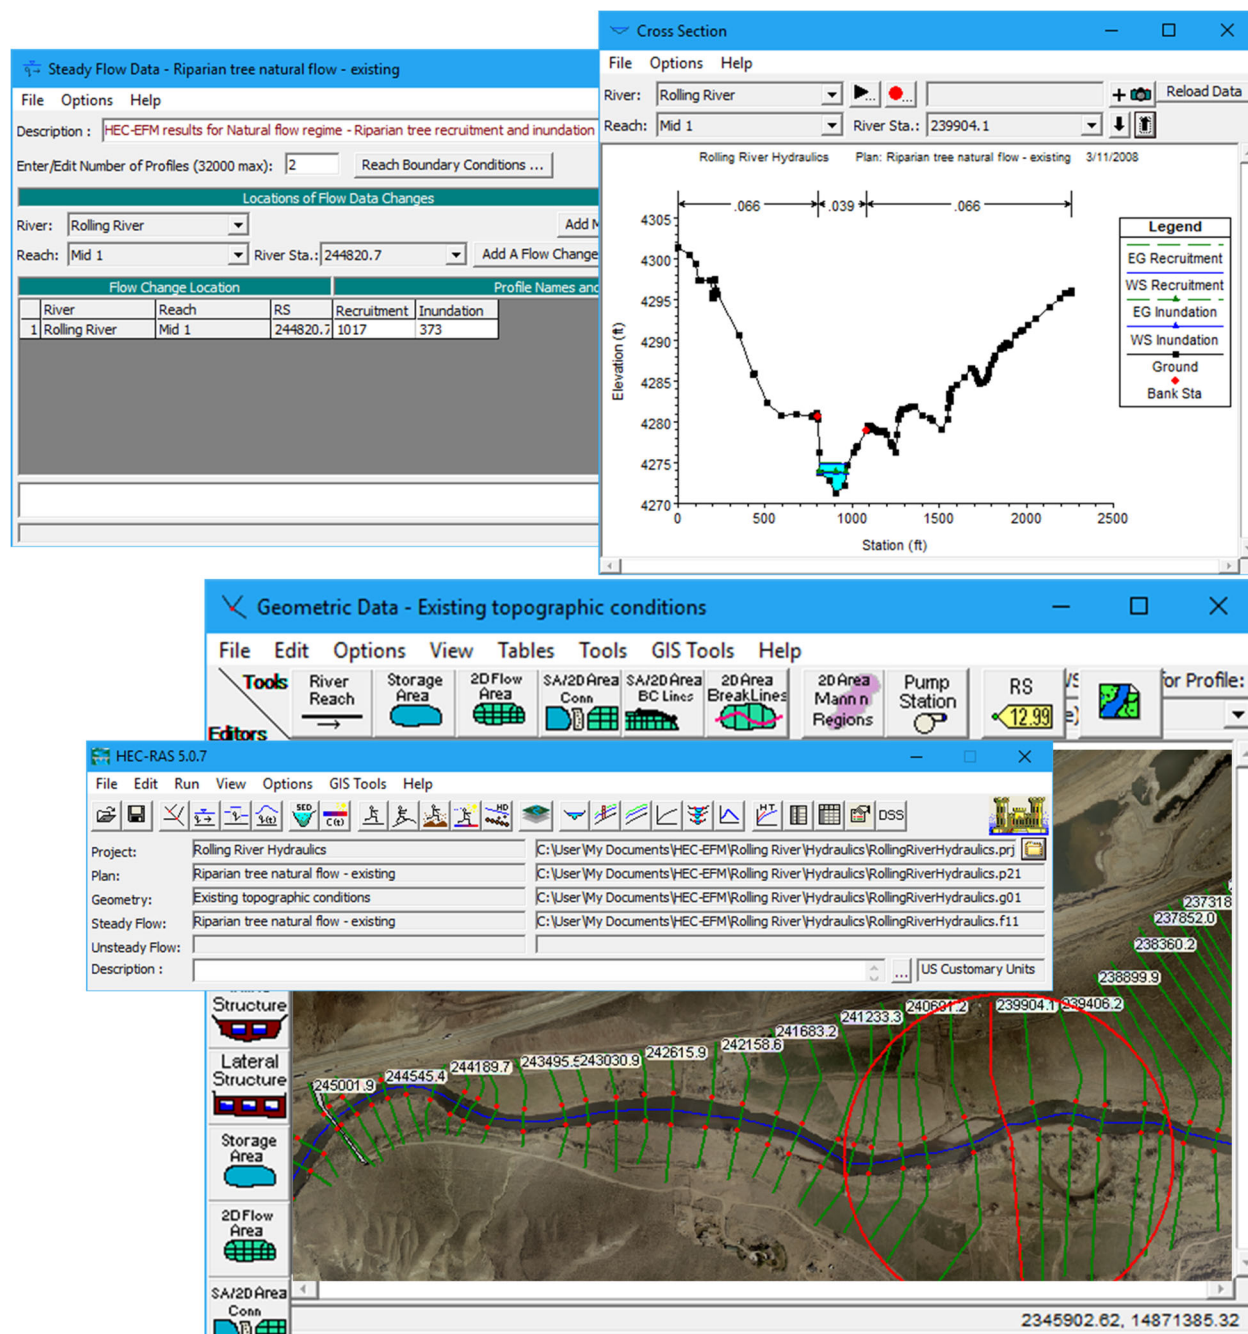 Steady Flow Data - Riparian tree natural flow - existing
File Options Help
Description : HEC-EFM results for Natural flow regime - Riparian tree recruitment and inundation
Enter/Edit Number of Profiles (32000 max): 2 Reach Boundary Conditions ...
Locations of Flow Data Changes
River: Rolling River Add
Reach: Mid 1 River Sta.: 244820.7 Add A Flow Change
Flow Change Location Profile Names and
River Reach RS Recruitment Inundation
1 Rolling River Mid 1 244820.7 1017 373
Cross Section
File Options Help
River: Rolling River Reload Data
Reach: Mid 1 River Sta.: 239904.1
Rolling River Hydraulics Plan: Riparian tree natural flow - existing 3/11/2008
.066 .039 .066
4305
4300
4295
4290
4285
4280
4275
4270
Elevation (ft)
0 500 1000 1500 2000 2500
Station (ft)
Legend
EG Recruitment
WS Recruitment
EG Inundation
WS Inundation
Ground
Bank Sta
Geometric Data - Existing topographic conditions
File Edit Options View Tables Tools GIS Tools Help
Tools
Editors
River Reach
Storage Area
2D Flow Area
SA/2D Area Conn
SA/2D Area BC Lines
2D Area BreakLines
2D Area Mann n Regions
Pump Station
RS
12.99
for Profile:
HEC-RAS 5.0.7
File Edit Run View Options GIS Tools Help
SED C(t) HD HT DSS
Project: Rolling River Hydraulics C:\User\My Documents\HEC-EFM\Rolling River\Hydraulics\RollingRiverHydraulics.prj
Plan: Riparian tree natural flow - existing C:\User\My Documents\HEC-EFM\Rolling River\Hydraulics\RollingRiverHydraulics.p21
Geometry: Existing topographic conditions C:\User\My Documents\HEC-EFM\Rolling River\Hydraulics\RollingRiverHydraulics.g01
Steady Flow: Riparian tree natural flow - existing C:\User\My Documents\HEC-EFM\Rolling River\Hydraulics\RollingRiverHydraulics.f11
Unsteady Flow:
Description : ... US Customary Units
Structure
Lateral Structure
Storage Area
2D Flow Area
SA/2D Area Conn
245001.9
244545.4
244189.7
243495.5
243030.9
242615.9
242158.6
241683.2
241233.3
240691.2
239904.1
239406.2
238899.9
238360.2
237852.0
237318
2345902.62, 14871385.32